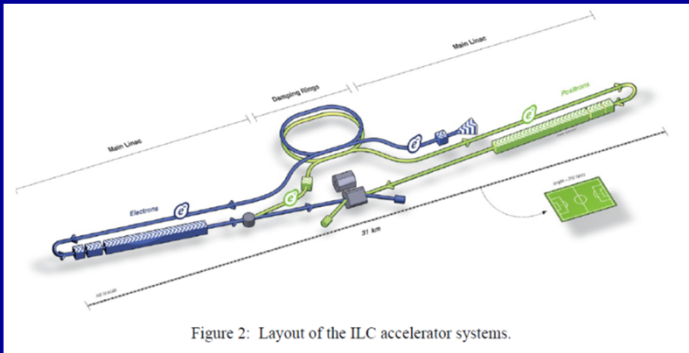 Main Linac
Damping Rings
Main Linac
Positrons
e⁺
e⁻
Electrons
e⁻
e⁺
31 km
Figure 2: Layout of the ILC accelerator systems.